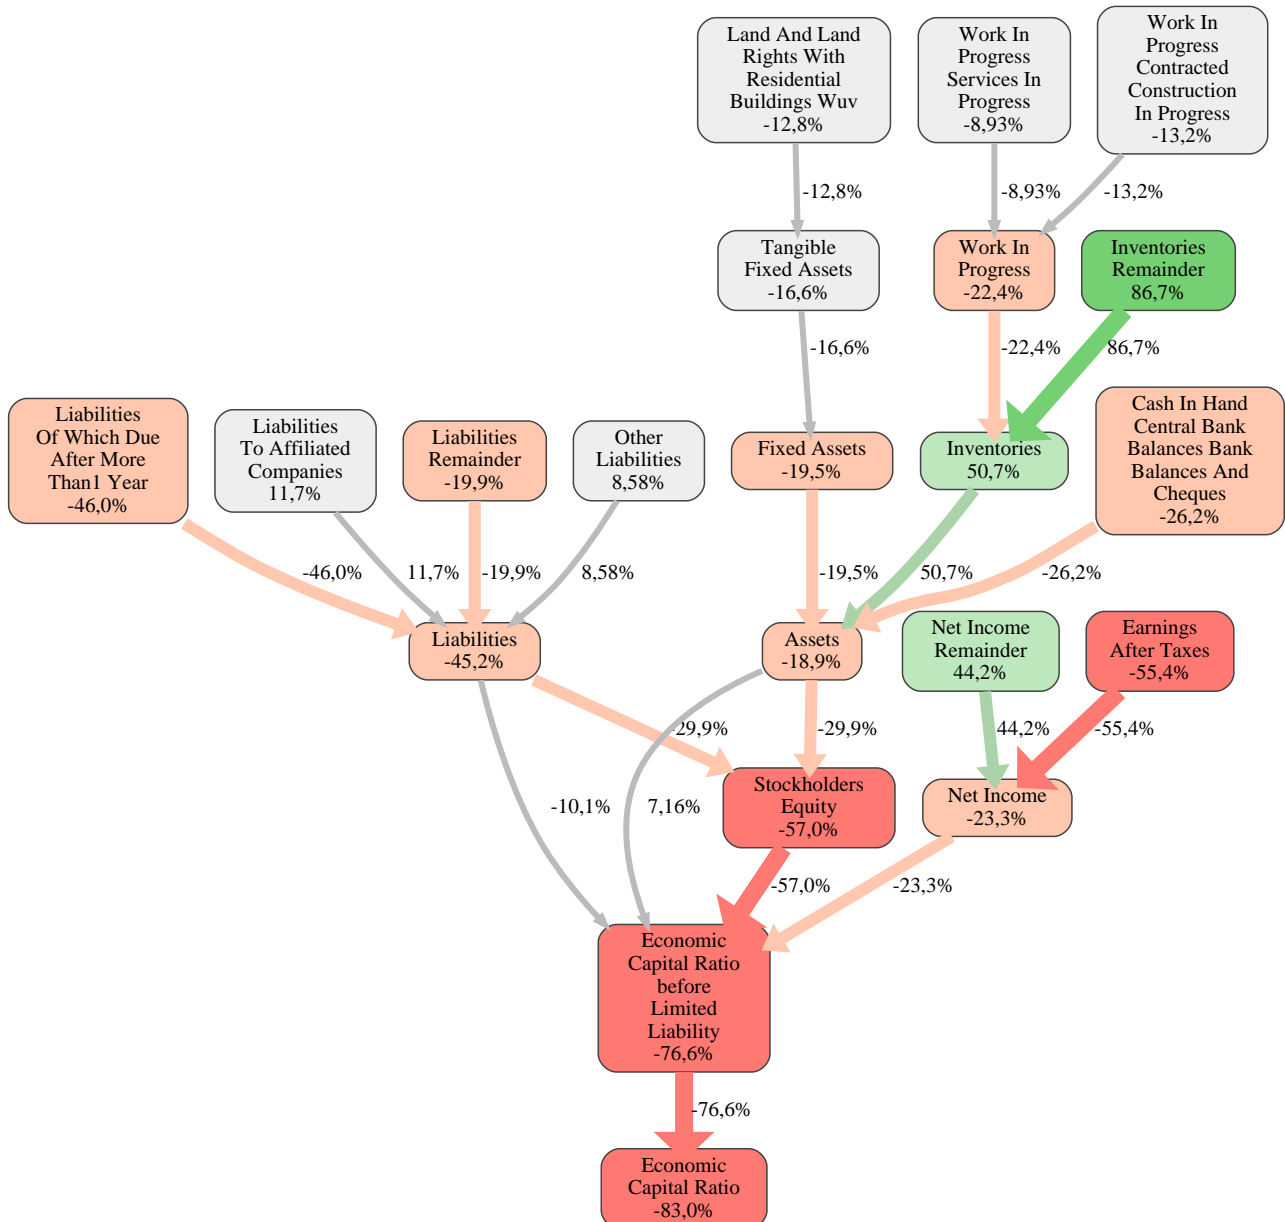 Land And Land
Rights With
Residential
Buildings Wuv
-12,8%
Work In
Progress
Services In
Progress
-8,93%
Work In
Progress
Contracted
Construction
In Progress
-13,2%
-12,8%
-8,93%
-13,2%
Tangible
Fixed Assets
-16,6%
Work In
Progress
-22,4%
Inventories
Remainder
86,7%
-16,6%
-22,4%
86,7%
Liabilities
Of Which Due
After More
Than1 Year
-46,0%
Liabilities
To Affiliated
Companies
11,7%
Liabilities
Remainder
-19,9%
Other
Liabilities
8,58%
Fixed Assets
-19,5%
Inventories
50,7%
Cash In Hand
Central Bank
Balances Bank
Balances And
Cheques
-26,2%
-46,0%
11,7%
-19,9%
8,58%
-19,5%
50,7%
-26,2%
Liabilities
-45,2%
Assets
-18,9%
Net Income
Remainder
44,2%
Earnings
After Taxes
-55,4%
-29,9%
-29,9%
44,2%
-55,4%
-10,1%
7,16%
Stockholders
Equity
-57,0%
Net Income
-23,3%
-57,0%
-23,3%
Economic
Capital Ratio
before
Limited
Liability
-76,6%
-76,6%
Economic
Capital Ratio
-83,0%